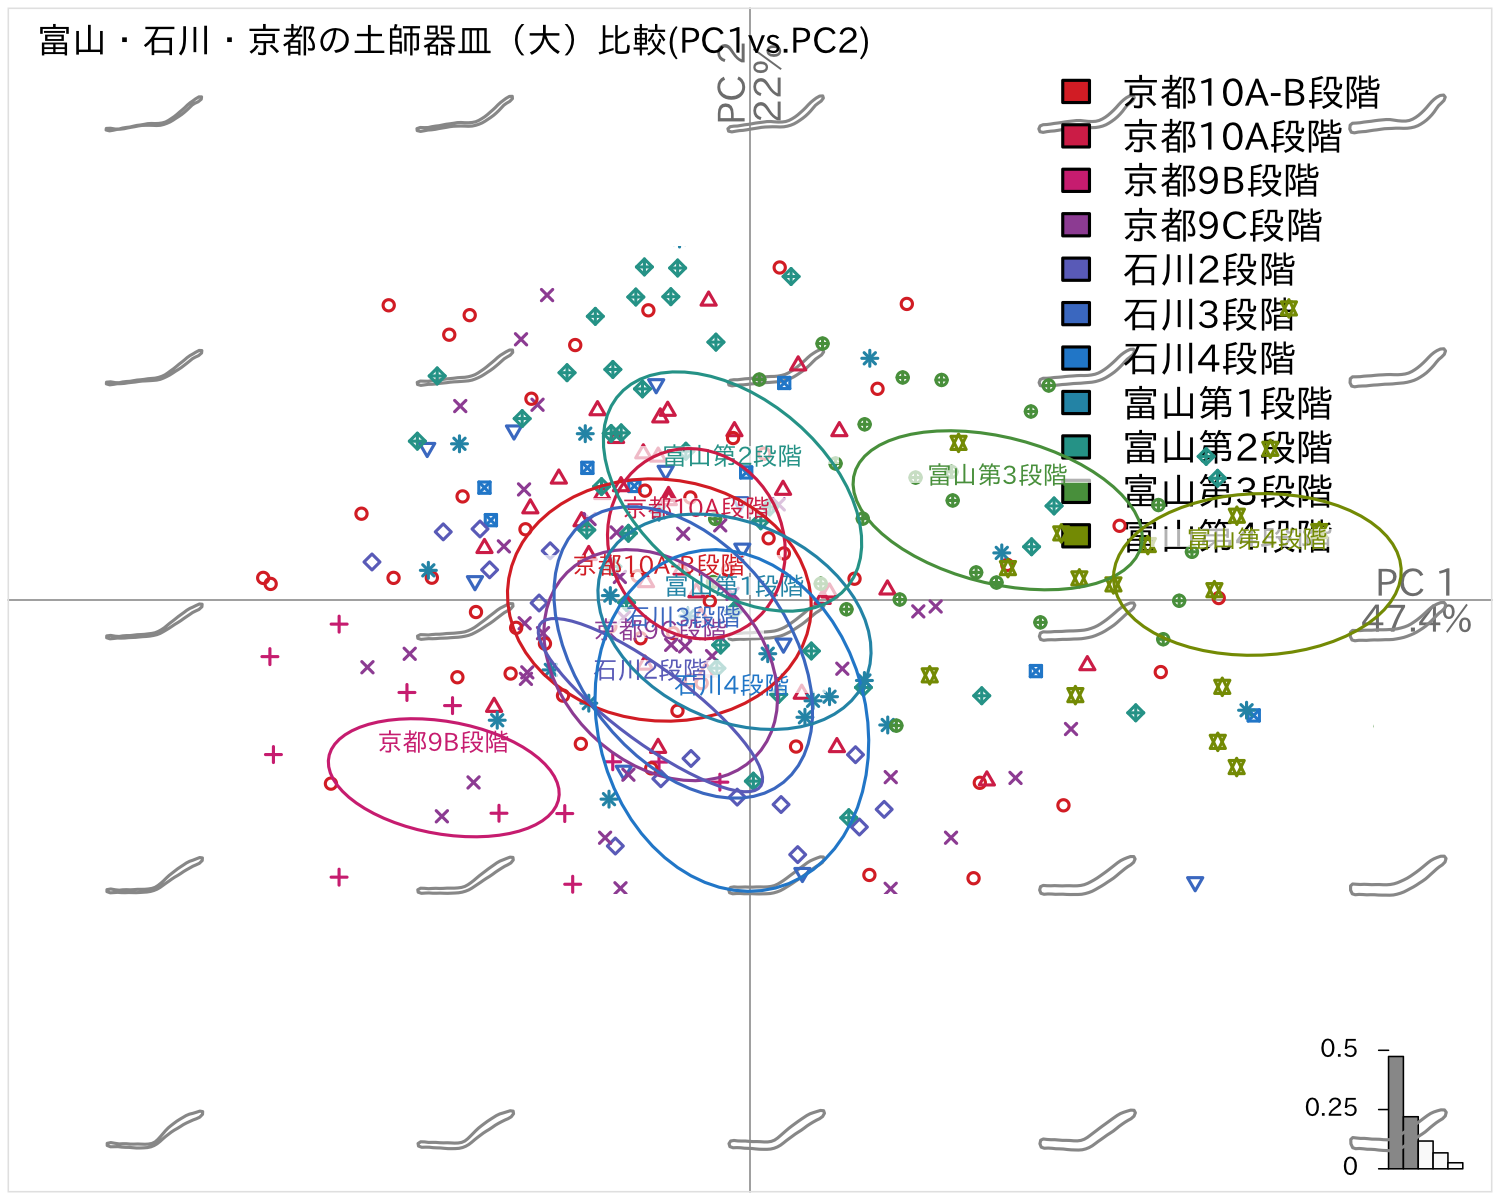 富山・石川・京都の土師器皿（大）比較(PC1vs.PC2)
PC 2
22%
京都10A-B段階
京都10A段階
京都9B段階
京都9C段階
石川2段階
石川3段階
石川4段階
富山第1段階
富山第2段階
富山第3段階
富山第4段階
富山第2段階
富山第3段階
京都10A段階
富山第4段階
京都10A-B段階
富山第1段階
PC 1
47.4%
石川3段階
京都9C段階
石川2段階
石川4段階
京都9B段階
0.5
0.25
0